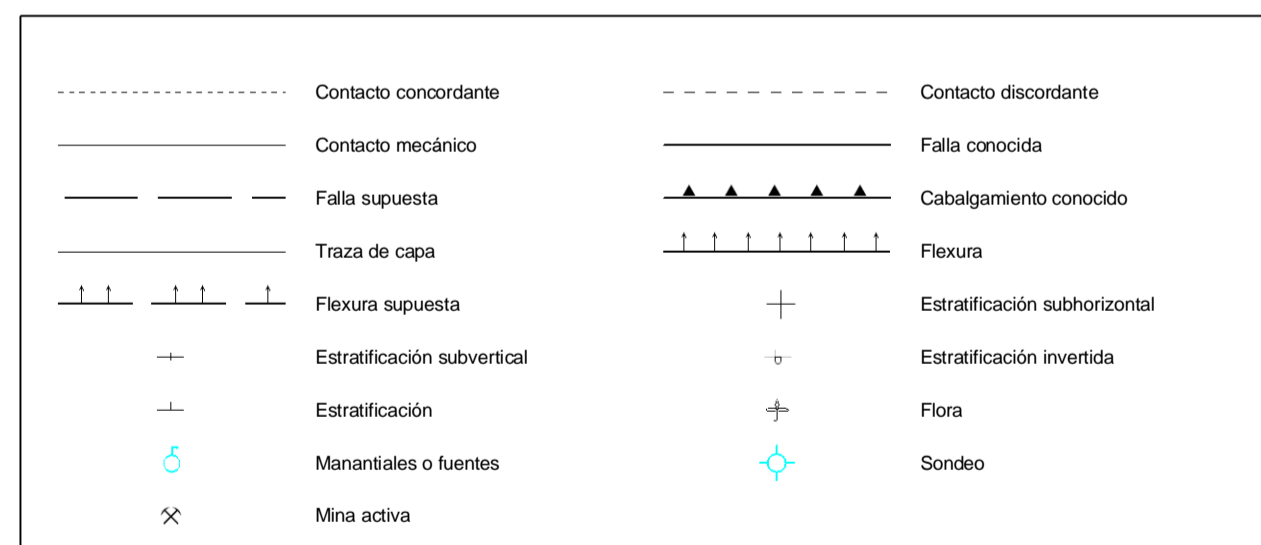 Contacto concordante
Contacto discordante
Contacto mecánico
Falla conocida
Falla supuesta
Cabalgamiento conocido
Traza de capa
Flexura
Flexura supuesta
Estratificación subhorizontal
Estratificación subvertical
Estratificación invertida
Estratificación
Flora
Manantiales o fuentes
Sondeo
Mina activa